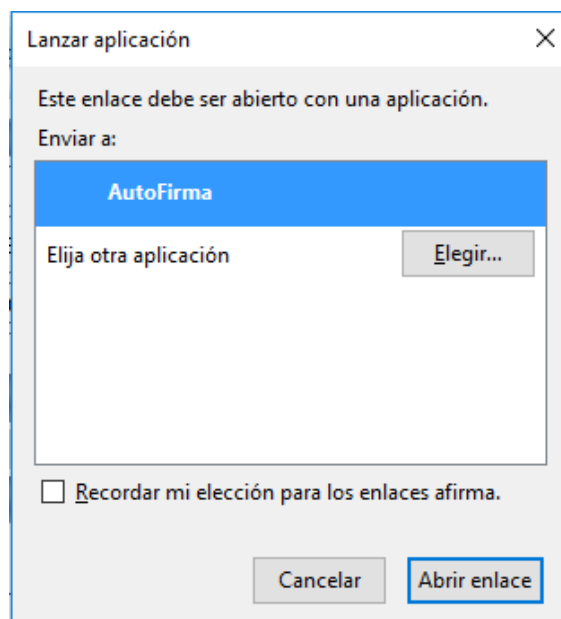 Lanzar aplicación
Este enlace debe ser abierto con una aplicación.
Enviar a:
AutoFirma
Elija otra aplicación
Elegir...
Recordar mi elección para los enlaces afirma.
Cancelar
Abrir enlace